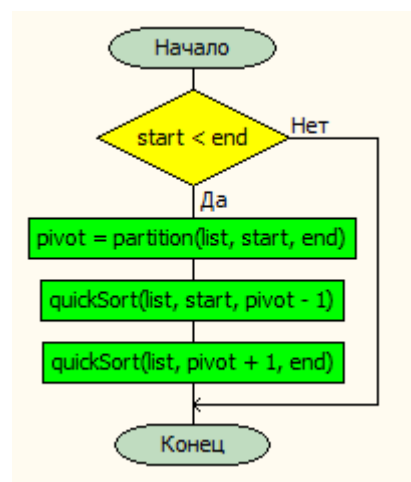 Начало
start < end
Нет
Да
pivot = partition(list, start, end)
quickSort(list, start, pivot - 1)
quickSort(list, pivot + 1, end)
Конец